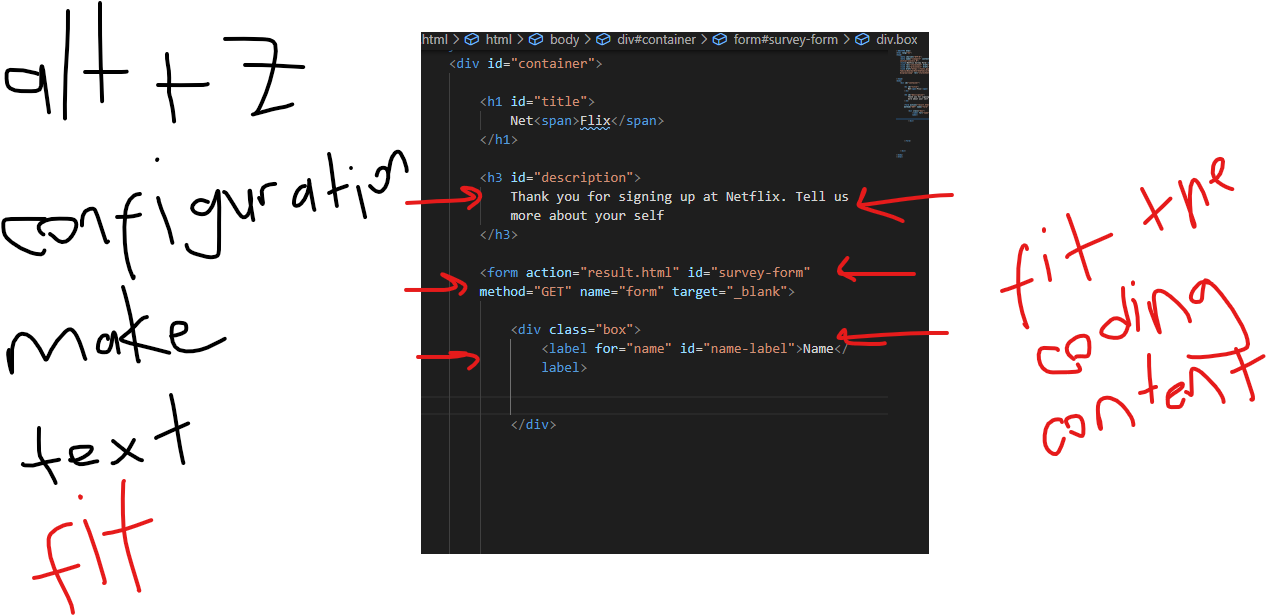 alt + Z
configuration
make
text
fit
html > html > body > div#container > form#survey-form > div.box
<div id="container">
<h1 id="title">
Net<span>Flix</span>
</h1>
<h3 id="description">
Thank you for signing up at Netflix. Tell us
more about your self
</h3>
<form action="result.html" id="survey-form"
method="GET" name="form" target="_blank">
<div class="box">
<label for="name" id="name-label">Name</
label>
</div>
fit the
coding
content